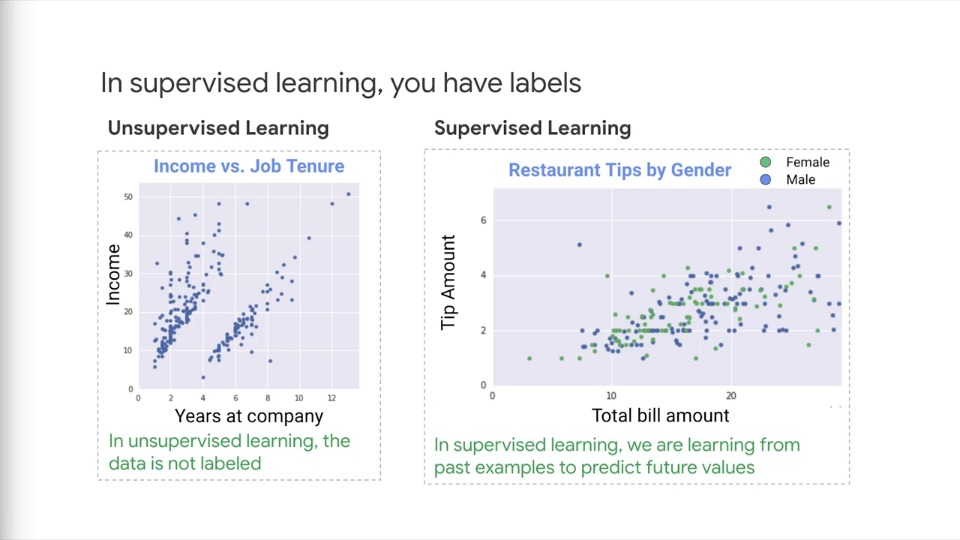 In supervised learning, you have labels
Unsupervised Learning
Income vs. Job Tenure
Income
50
40
30
20
10
0
0 2 4 6 8 10 12
Years at company
In unsupervised learning, the
data is not labeled
Supervised Learning
Restaurant Tips by Gender
Female
Male
Tip Amount
6
4
2
0
0 10 20
Total bill amount
In supervised learning, we are learning from
past examples to predict future values